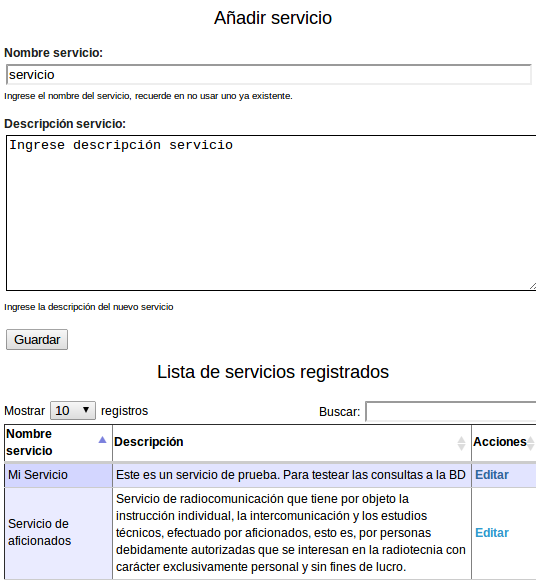 Añadir servicio
Nombre servicio:
servicio
Ingrese el nombre del servicio, recuerde en no usar uno ya existente.
Descripción servicio:
Ingrese descripción servicio
Ingrese la descripción del nuevo servicio
Guardar
Lista de servicios registrados
Mostrar 10 registros Buscar:
Nombre servicio Descripción Acciones
Mi Servicio Este es un servicio de prueba. Para testear las consultas a la BD Editar
Servicio de aficionados
Servicio de radiocomunicación que tiene por objeto la
instrucción individual, la intercomunicación y los estudios
técnicos, efectuado por aficionados, esto es, por personas
debidamente autorizadas que se interesan en la radiotecnia con
carácter exclusivamente personal y sin fines de lucro.
Editar